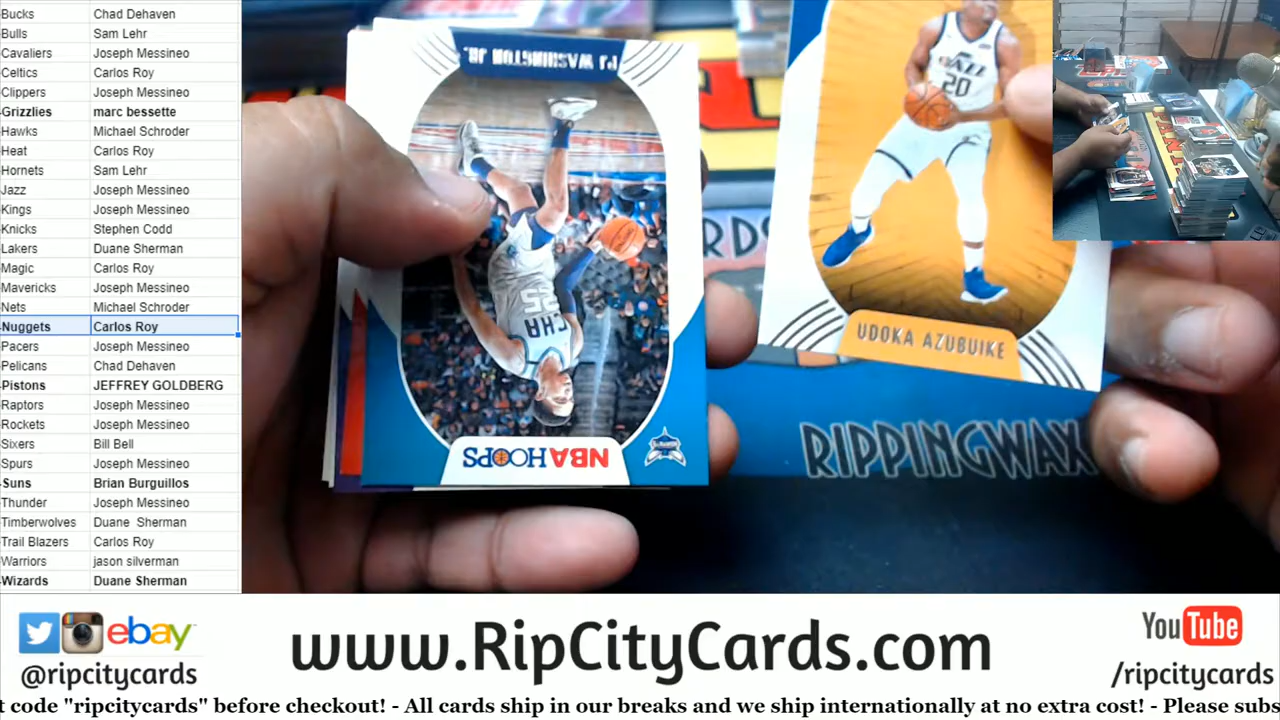 Bucks Chad Dehaven
Bulls Sam Lehr
Cavaliers Joseph Messineo
Celtics Carlos Roy
Clippers Joseph Messineo
Grizzlies marc bessette
Hawks Michael Schroder
Heat Carlos Roy
Hornets Sam Lehr
Jazz Joseph Messineo
Kings Joseph Messineo
Knicks Stephen Codd
Lakers Duane Sherman
Magic Carlos Roy
Mavericks Joseph Messineo
Nets Michael Schroder
Nuggets Carlos Roy
Pacers Joseph Messineo
Pelicans Chad Dehaven
Pistons JEFFREY GOLDBERG
Raptors Joseph Messineo
Rockets Joseph Messineo
Sixers Bill Bell
Spurs Joseph Messineo
Suns Brian Burguillos
Thunder Joseph Messineo
Timberwolves Duane Sherman
Trail Blazers Carlos Roy
Warriors jason silverman
Wizards Duane Sherman
PJ WASHINGTON JR.
CHA
25
NBA HOOPS
20
UDOKA AZUBUIKE
RDS
RIPPINGWAX
ebay
@ripcitycards
www.RipCityCards.com
YouTube
/ripcitycards
t code "ripcitycards" before checkout! - All cards ship in our breaks and we ship internationally at no extra cost! - Please subs